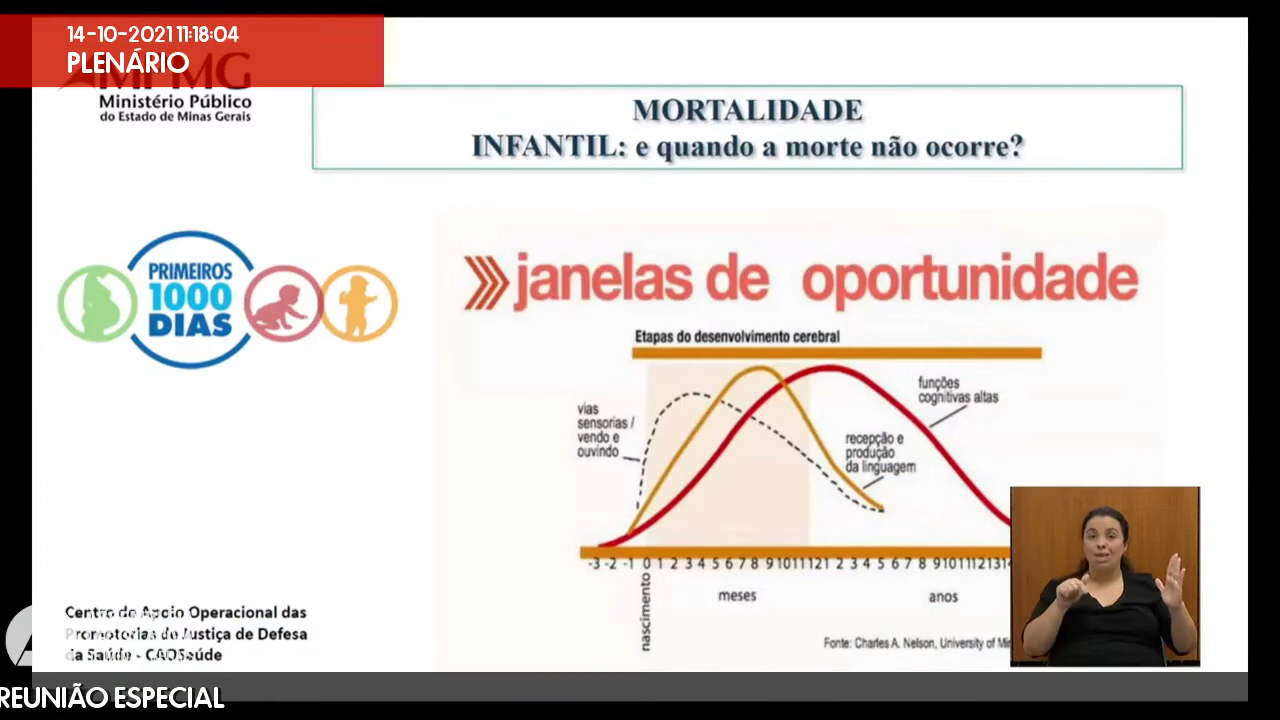 14-10-2021 11:18:04
PLENÁRIO
MPMG
Ministério Público
do Estado de Minas Gerais
MORTALIDADE
INFANTIL: e quando a morte não ocorre?
PRIMEIROS
1000
DIAS
janelas de oportunidade
Etapas do desenvolvimento cerebral
vias
sensorias /
vendo e
ouvindo
funções
cognitivas altas
recepção e
produção
da linguagem
-3 -2 -1 0 1 2 3 4 5 6 7 8 9 10 11 12 1 2 3 4 5 6 7 8 9 10 11 12 13
nascimento
meses
anos
Fonte: Charles A. Nelson, University of
Centro de Apoio Operacional das
Promotorias de Justiça de Defesa
da Saúde - CAOSaúde
REUNIÃO ESPECIAL